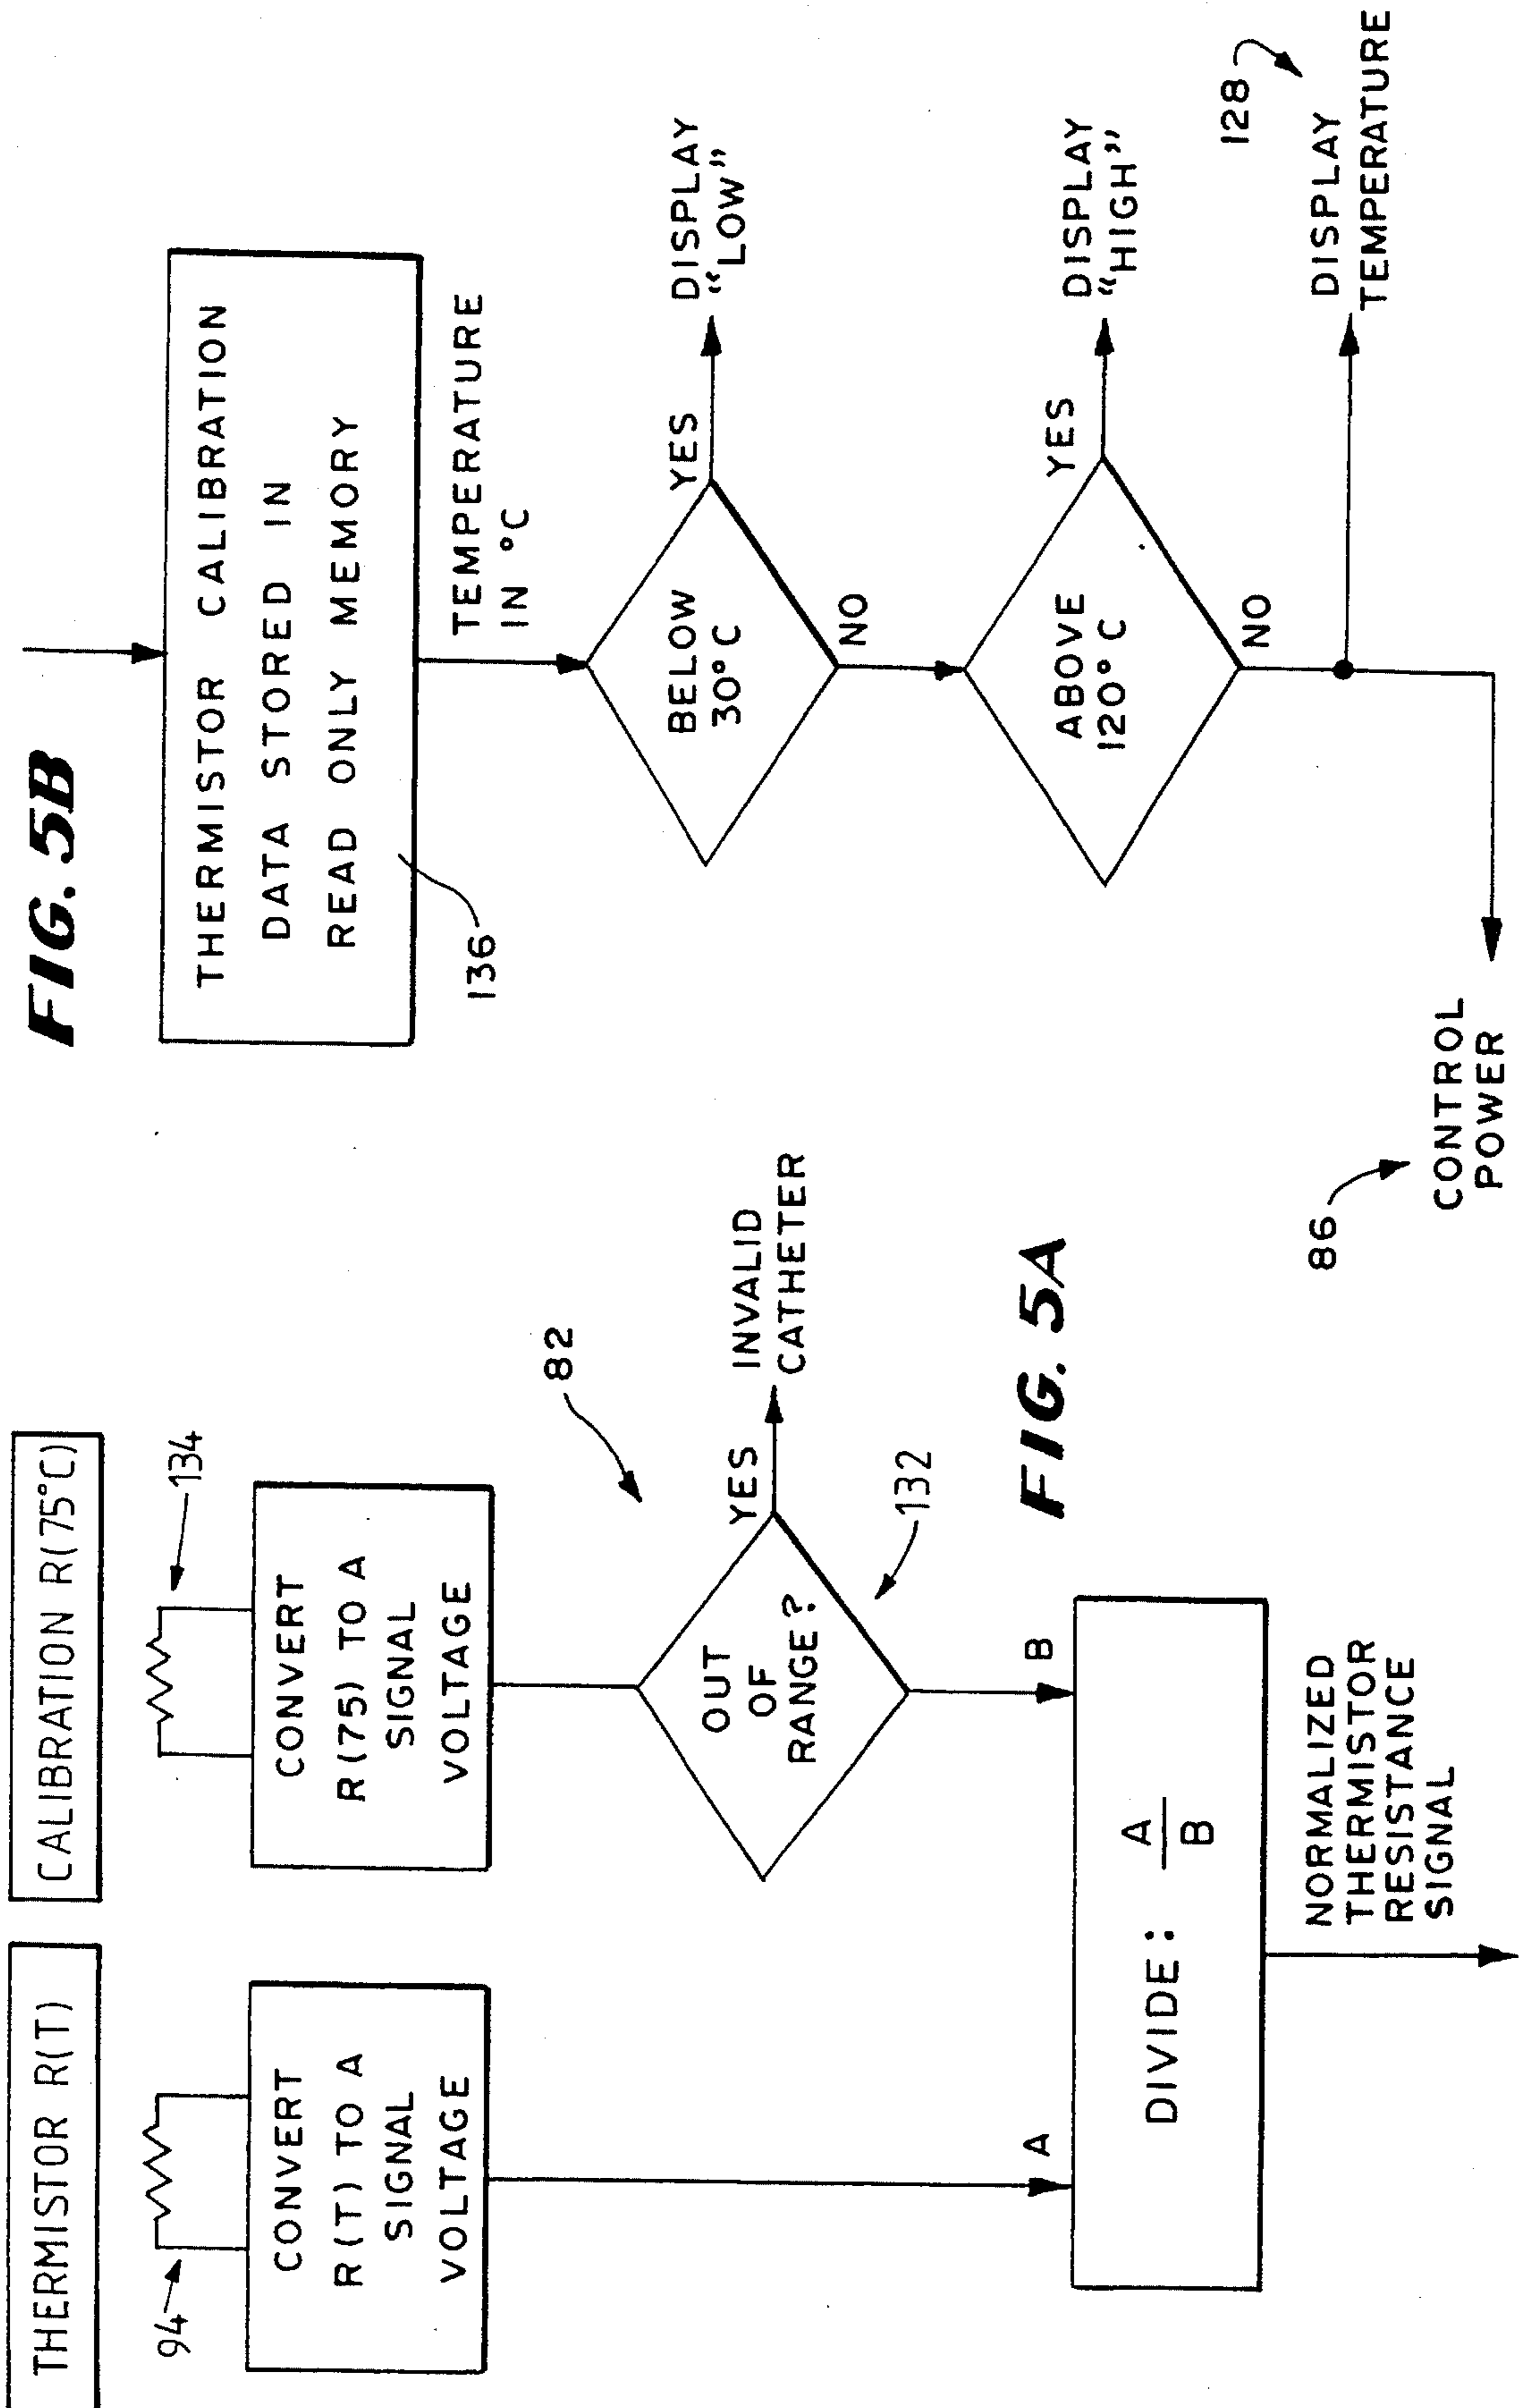 THERMISTOR R(T)
CALIBRATION R(75°C)
94
134
CONVERT
R(T) TO A
SIGNAL
VOLTAGE
CONVERT
R(75) TO A
SIGNAL
VOLTAGE
82
OUT
OF
RANGE?
YES
INVALID
CATHETER
132
A
B
DIVIDE: A
B
NORMALIZED
THERMISTOR
RESISTANCE
SIGNAL
FIG. 5A
FIG. 5B
THERMISTOR CALIBRATION
DATA STORED IN
READ ONLY MEMORY
136
TEMPERATURE
IN °C
BELOW
30°C
YES
DISPLAY
"LOW"
NO
ABOVE
120°C
YES
DISPLAY
"HIGH"
NO
128
DISPLAY
TEMPERATURE
86
CONTROL
POWER